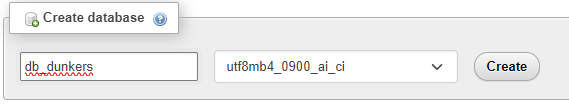 Create database
db_dunkers utf8mb4_0900_ai_ci Create